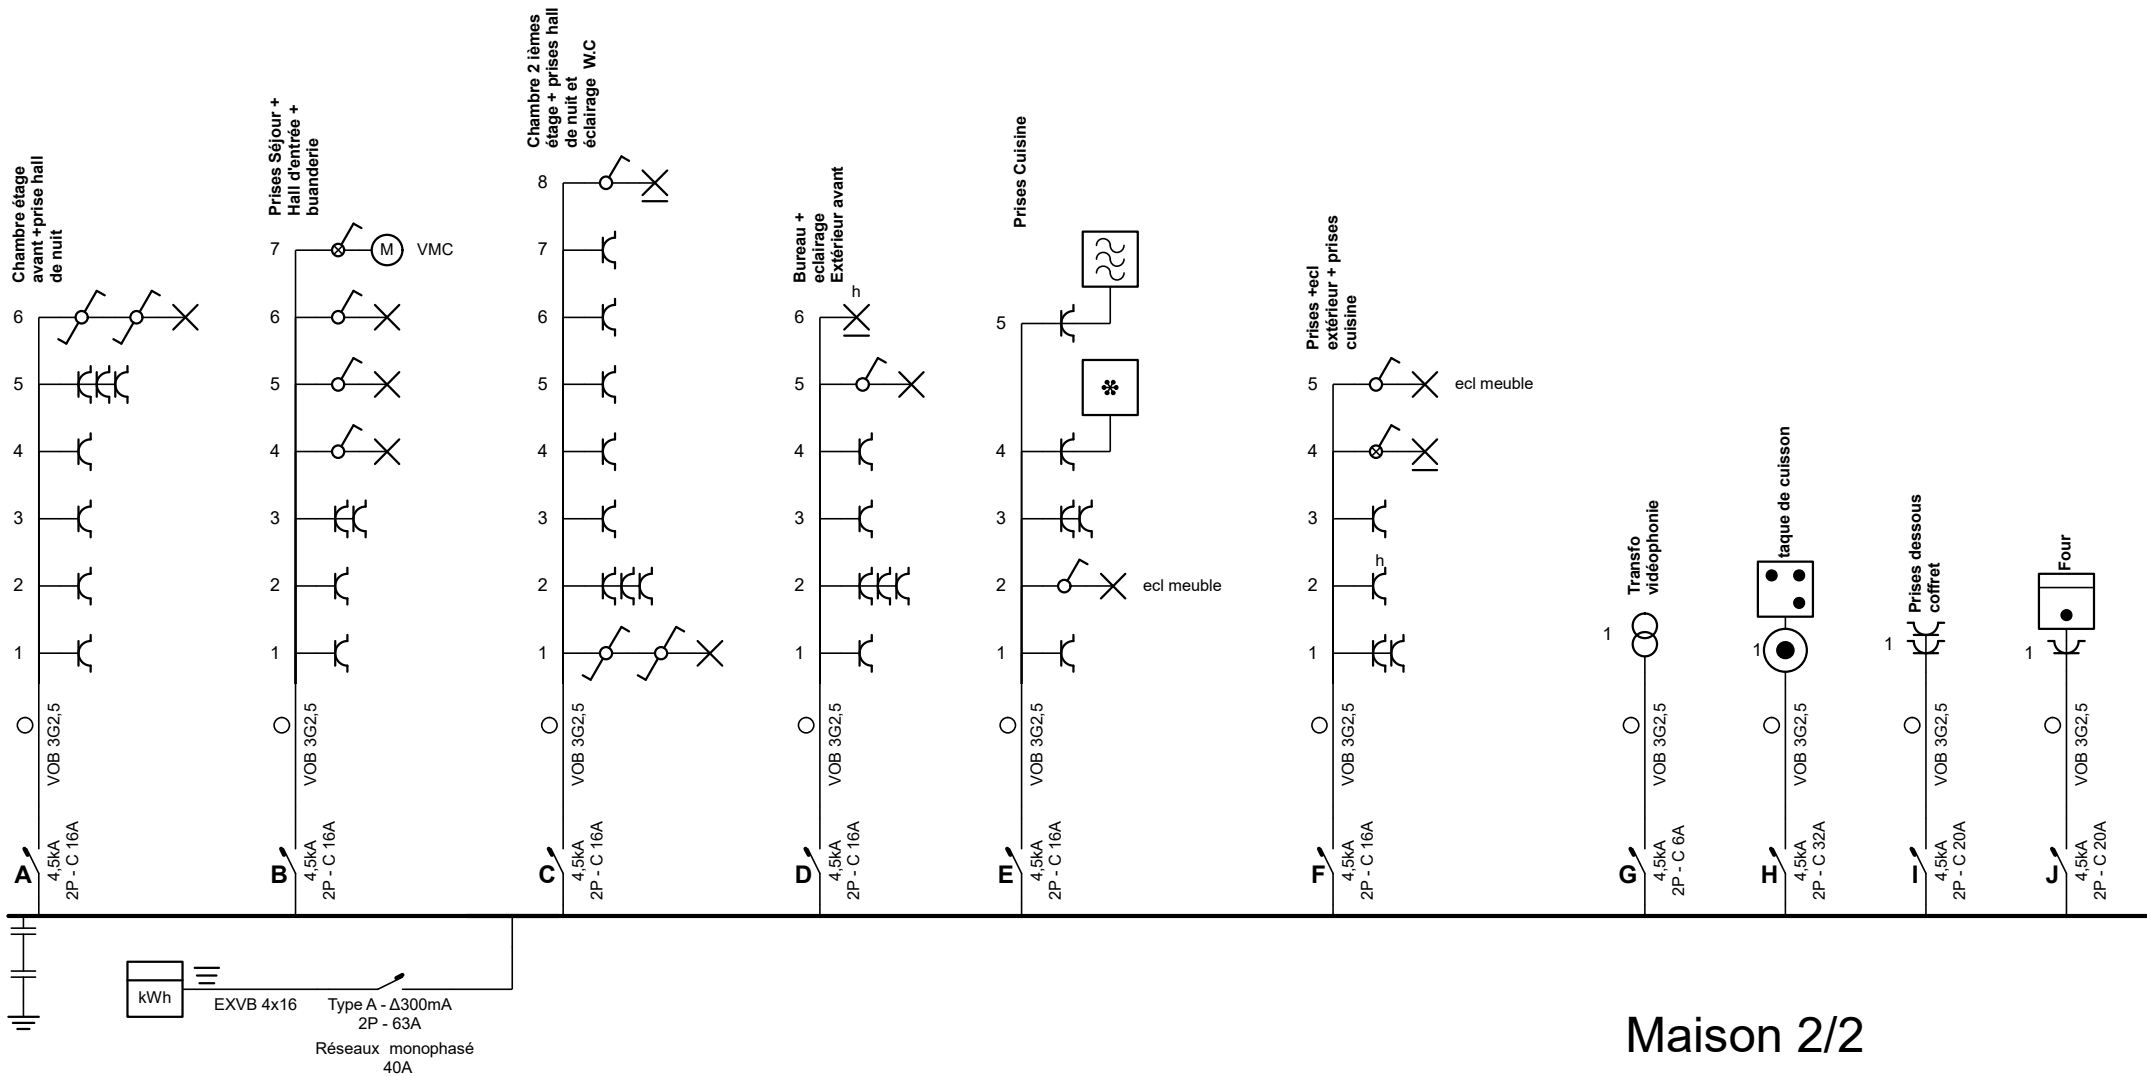 Chambre étage
avant +prise hall
de nuit
6
5
4
3
2
1
VOB 3G2,5
A
4,5kA
2P - C 16A
Prises Séjour +
Hall d'entrée +
buanderie
7
M
VMC
6
5
4
3
2
1
VOB 3G2,5
B
4,5kA
2P - C 16A
Chambre 2 ièmes
étage + prises hall
de nuit et
éclairage W.C
8
7
6
5
4
3
2
1
VOB 3G2,5
C
4,5kA
2P - C 16A
Bureau +
eclairage
Extérieur avant
h
6
5
4
3
2
1
VOB 3G2,5
D
4,5kA
2P - C 16A
Prises Cuisine
5
4
3
2
ecl meuble
1
VOB 3G2,5
E
4,5kA
2P - C 16A
Prises +ecl
extérieur + prises
cuisine
5
ecl meuble
4
3
h
2
1
VOB 3G2,5
F
4,5kA
2P - C 16A
Transfo
vidéophonie
1
VOB 3G2,5
G
4,5kA
2P - C 6A
taque de cuisson
1
VOB 3G2,5
H
4,5kA
2P - C 32A
Prises dessous
coffret
1
VOB 3G2,5
I
4,5kA
2P - C 20A
Four
1
VOB 3G2,5
J
4,5kA
2P - C 20A
kWh
EXVB 4x16
Type A - Δ300mA
2P - 63A
Réseaux monophasé
40A
Maison 2/2